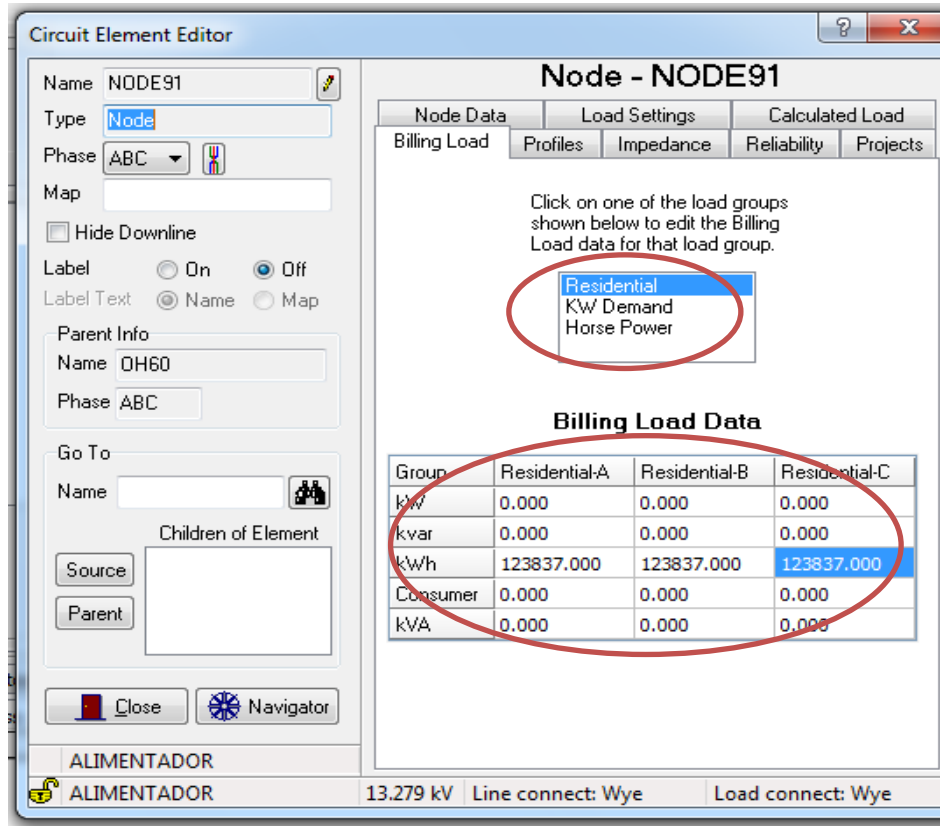 Circuit Element Editor
Name NODE91
Type Node
Phase ABC
Map
Hide Downline
Label On Off
Label Text Name Map
Parent Info
Name OH60
Phase ABC
Go To
Name
Children of Element
Source
Parent
Close Navigator
ALIMENTADOR
Node - NODE91
Node Data Load Settings Calculated Load
Billing Load Profiles Impedance Reliability Projects
Click on one of the load groups
shown below to edit the Billing
Load data for that load group.
Residential
KW Demand
Horse Power
Billing Load Data
Group Residential-A Residential-B Residential-C
kW 0.000 0.000 0.000
kvar 0.000 0.000 0.000
kWh 123837.000 123837.000 123837.000
Consumer 0.000 0.000 0.000
kVA 0.000 0.000 0.000
ALIMENTADOR 13.279 kV Line connect: Wye Load connect: Wye